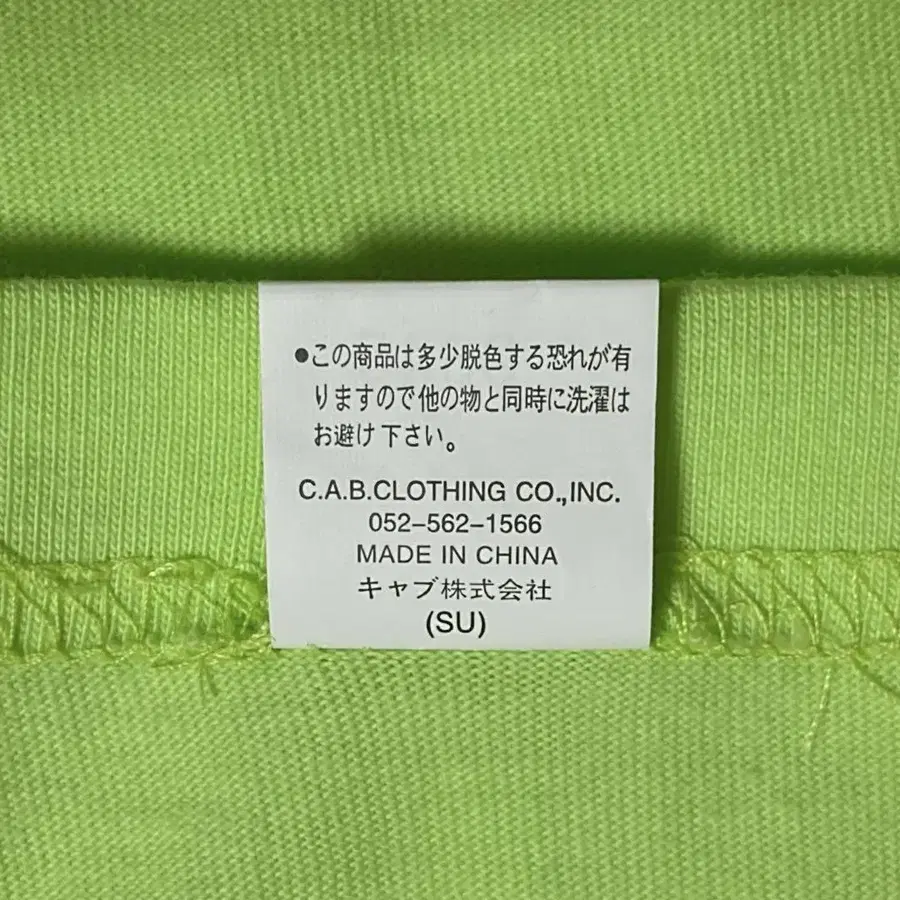 ●この商品は多少脱色する恐れが有
りますので他の物と同時に洗濯は
お避け下さい。
C.A.B.CLOTHING CO.,INC.
052-562-1566
MADE IN CHINA
キャブ株式会社
(SU)